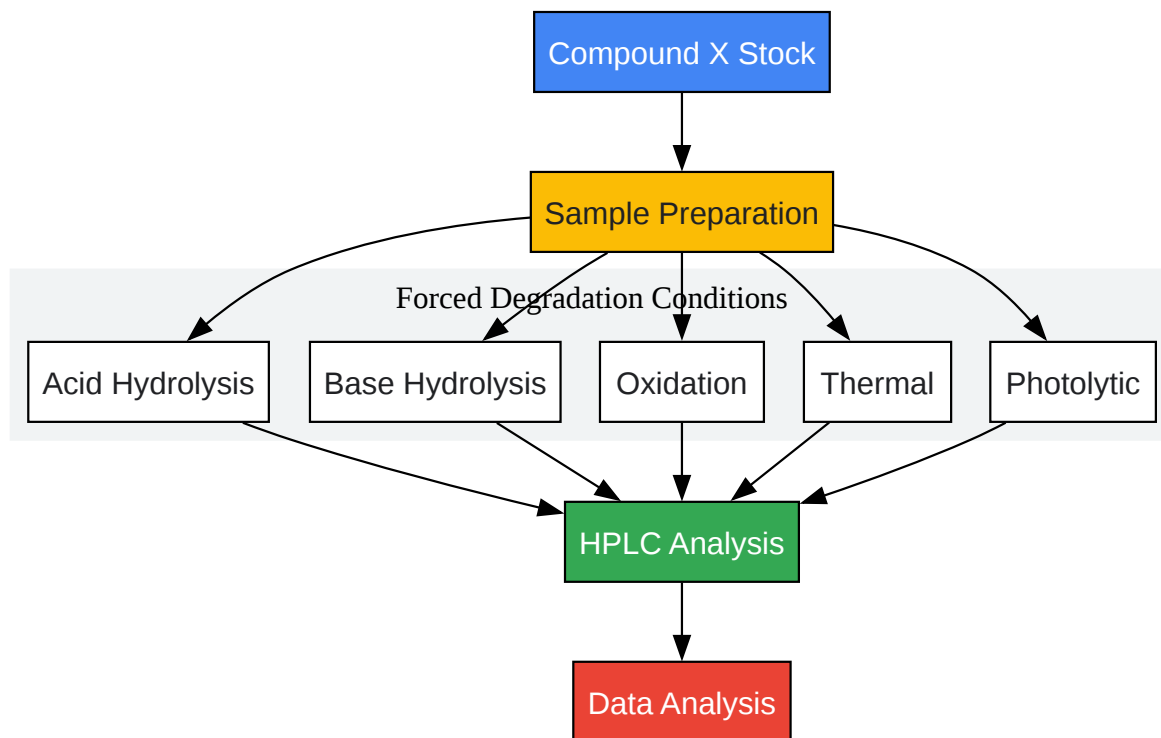 Compound X Stock
Sample Preparation
Forced Degradation Conditions
Acid Hydrolysis
Base Hydrolysis
Oxidation
Thermal
Photolytic
HPLC Analysis
Data Analysis